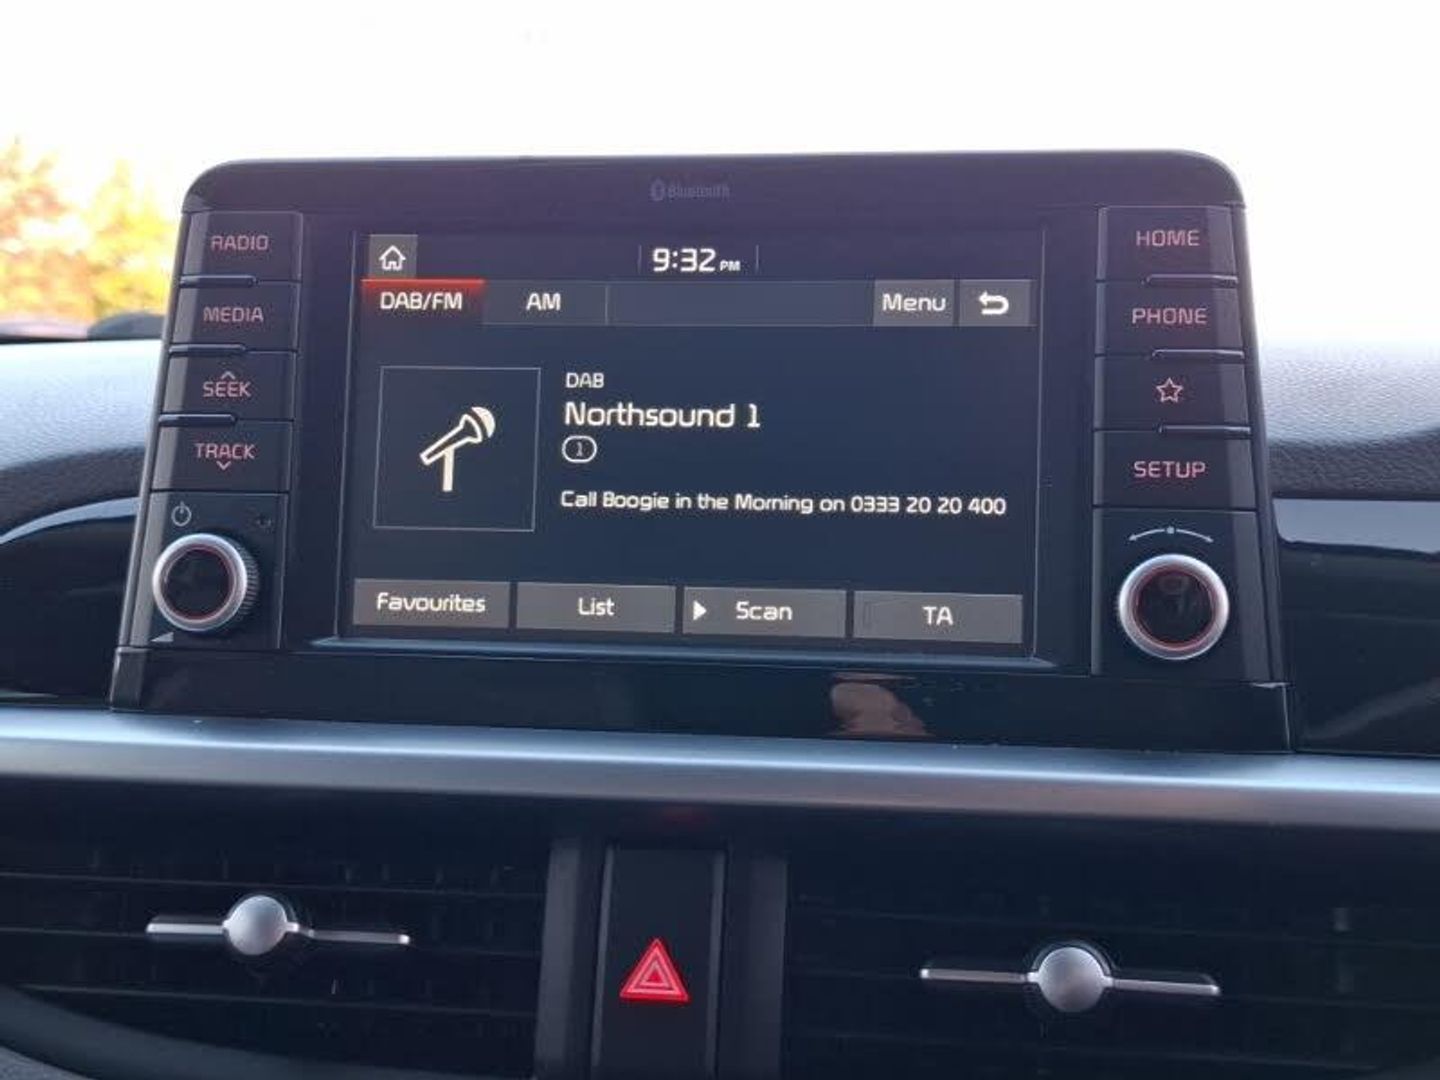 Bluetooth
RADIO
MEDIA
SEEK
TRACK
9:32 PM
DAB/FM AM Menu
DAB
Northsound 1
1
Call Boogie in the Morning on 0333 20 20 400
Favourites List Scan TA
HOME
PHONE
SETUP